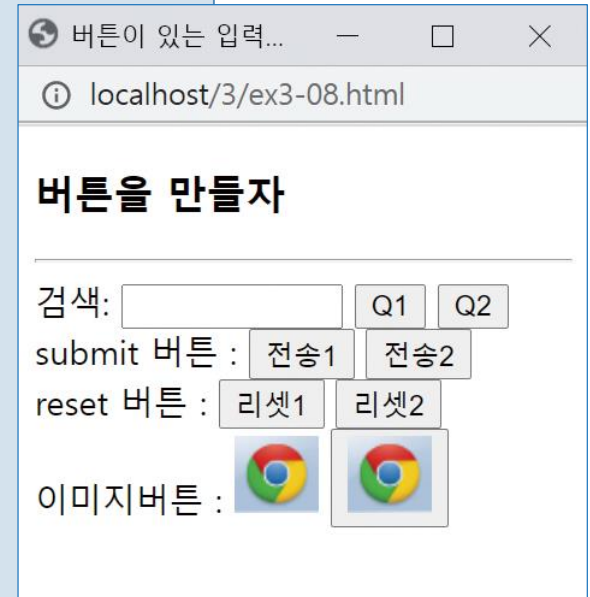 버튼이 있는 입력...
localhost/3/ex3-08.html
버튼을 만들자
검색: Q1 Q2
submit 버튼 : 전송1 전송2
reset 버튼 : 리셋1 리셋2
이미지버튼 :